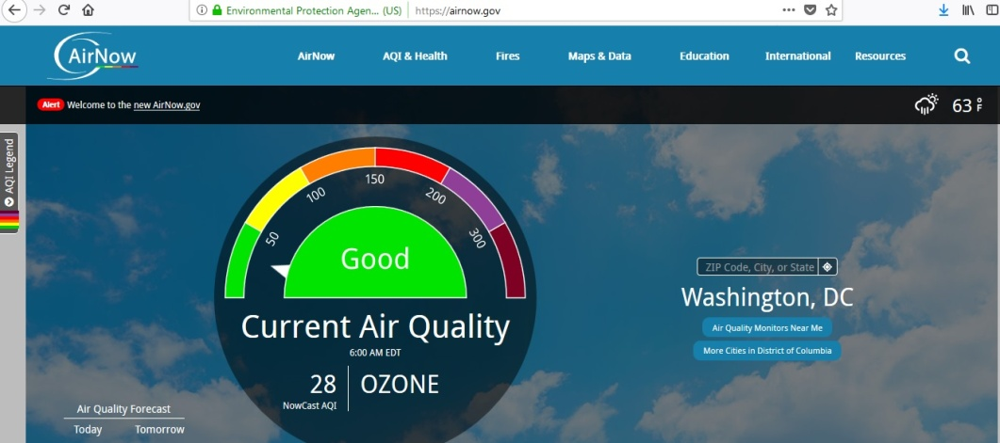 Environmental Protection Agen... (US) https://airnow.gov
AirNow
AirNow AQI & Health Fires Maps & Data Education International Resources
Alert Welcome to the new AirNow.gov
63 °F
AQI Legend
50
100
150
200
300
Good
Current Air Quality
6:00 AM EDT
28 OZONE
NowCast AQI
ZIP Code, City, or State
Washington, DC
Air Quality Monitors Near Me
More Cities in District of Columbia
Air Quality Forecast
Today Tomorrow